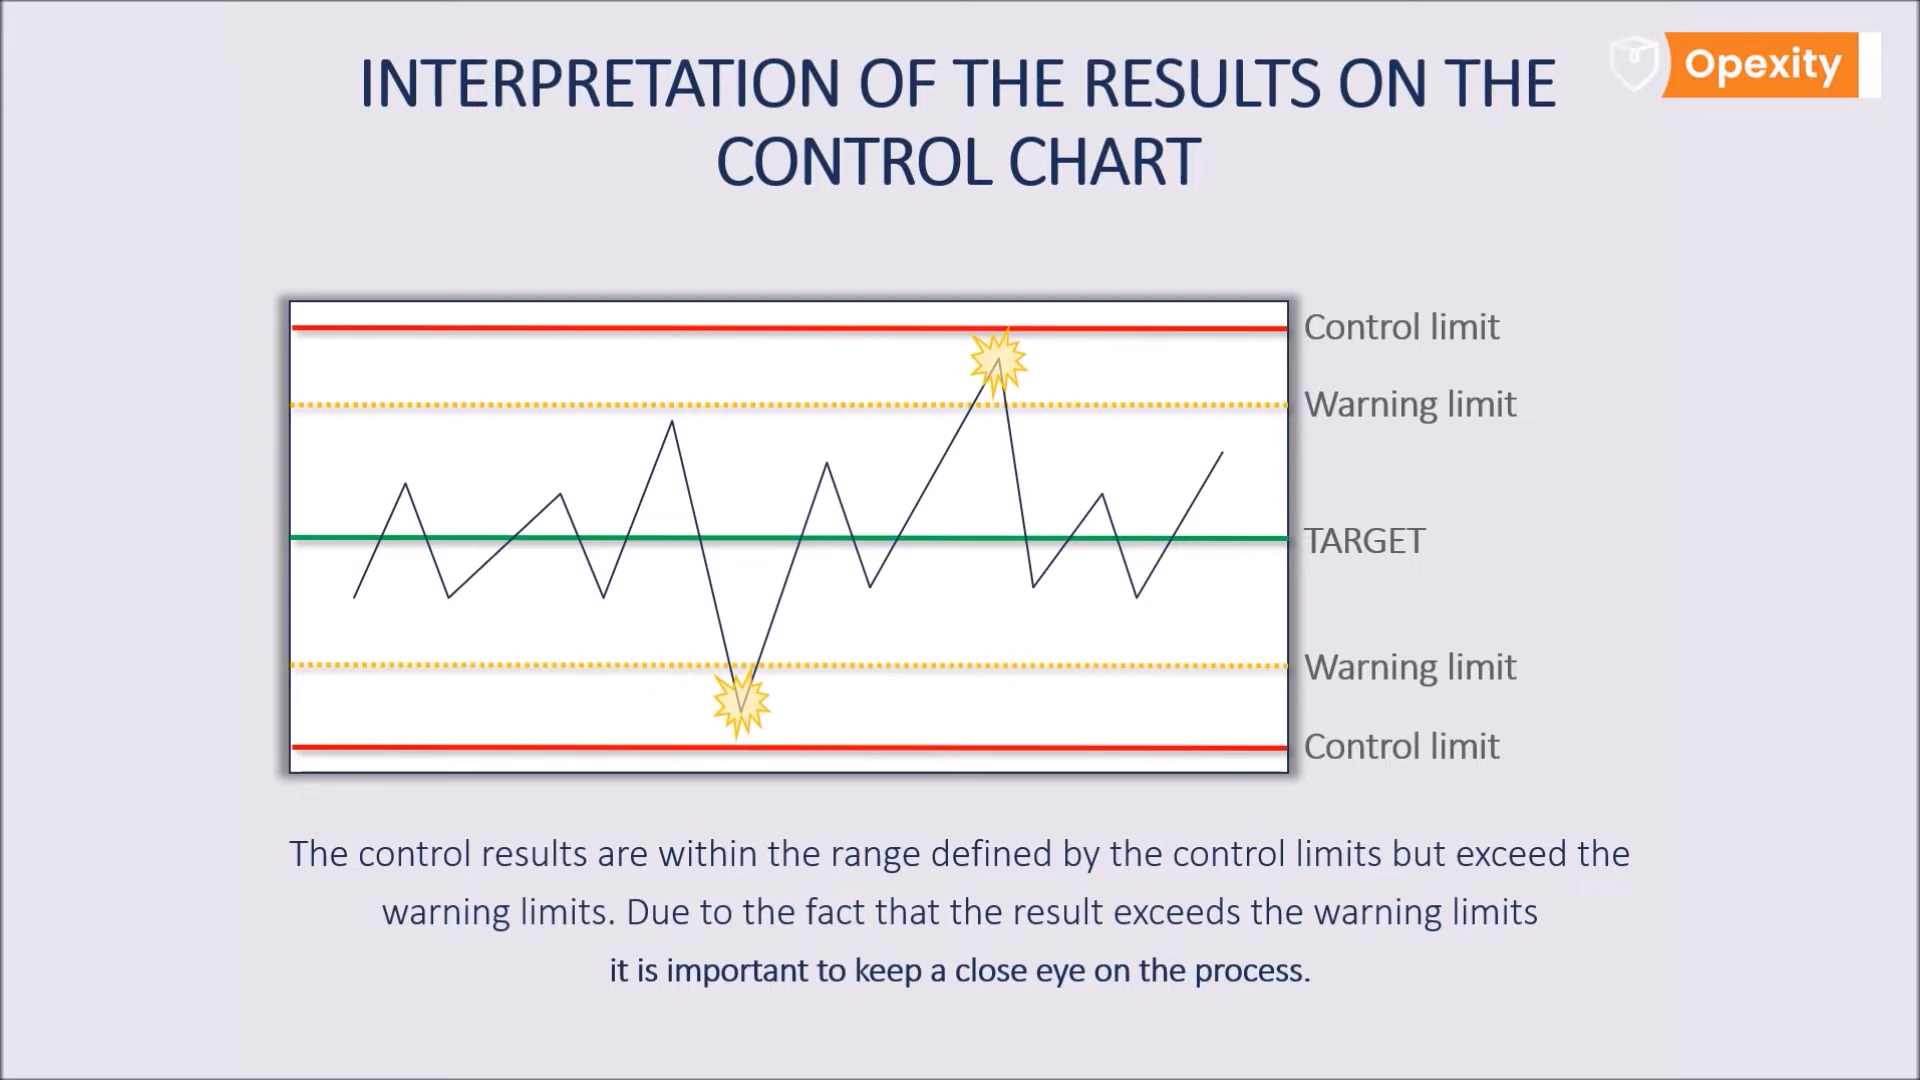 Opexity
INTERPRETATION OF THE RESULTS ON THE
CONTROL CHART
Control limit
Warning limit
TARGET
Warning limit
Control limit
The control results are within the range defined by the control limits but exceed the
warning limits. Due to the fact that the result exceeds the warning limits
it is important to keep a close eye on the process.